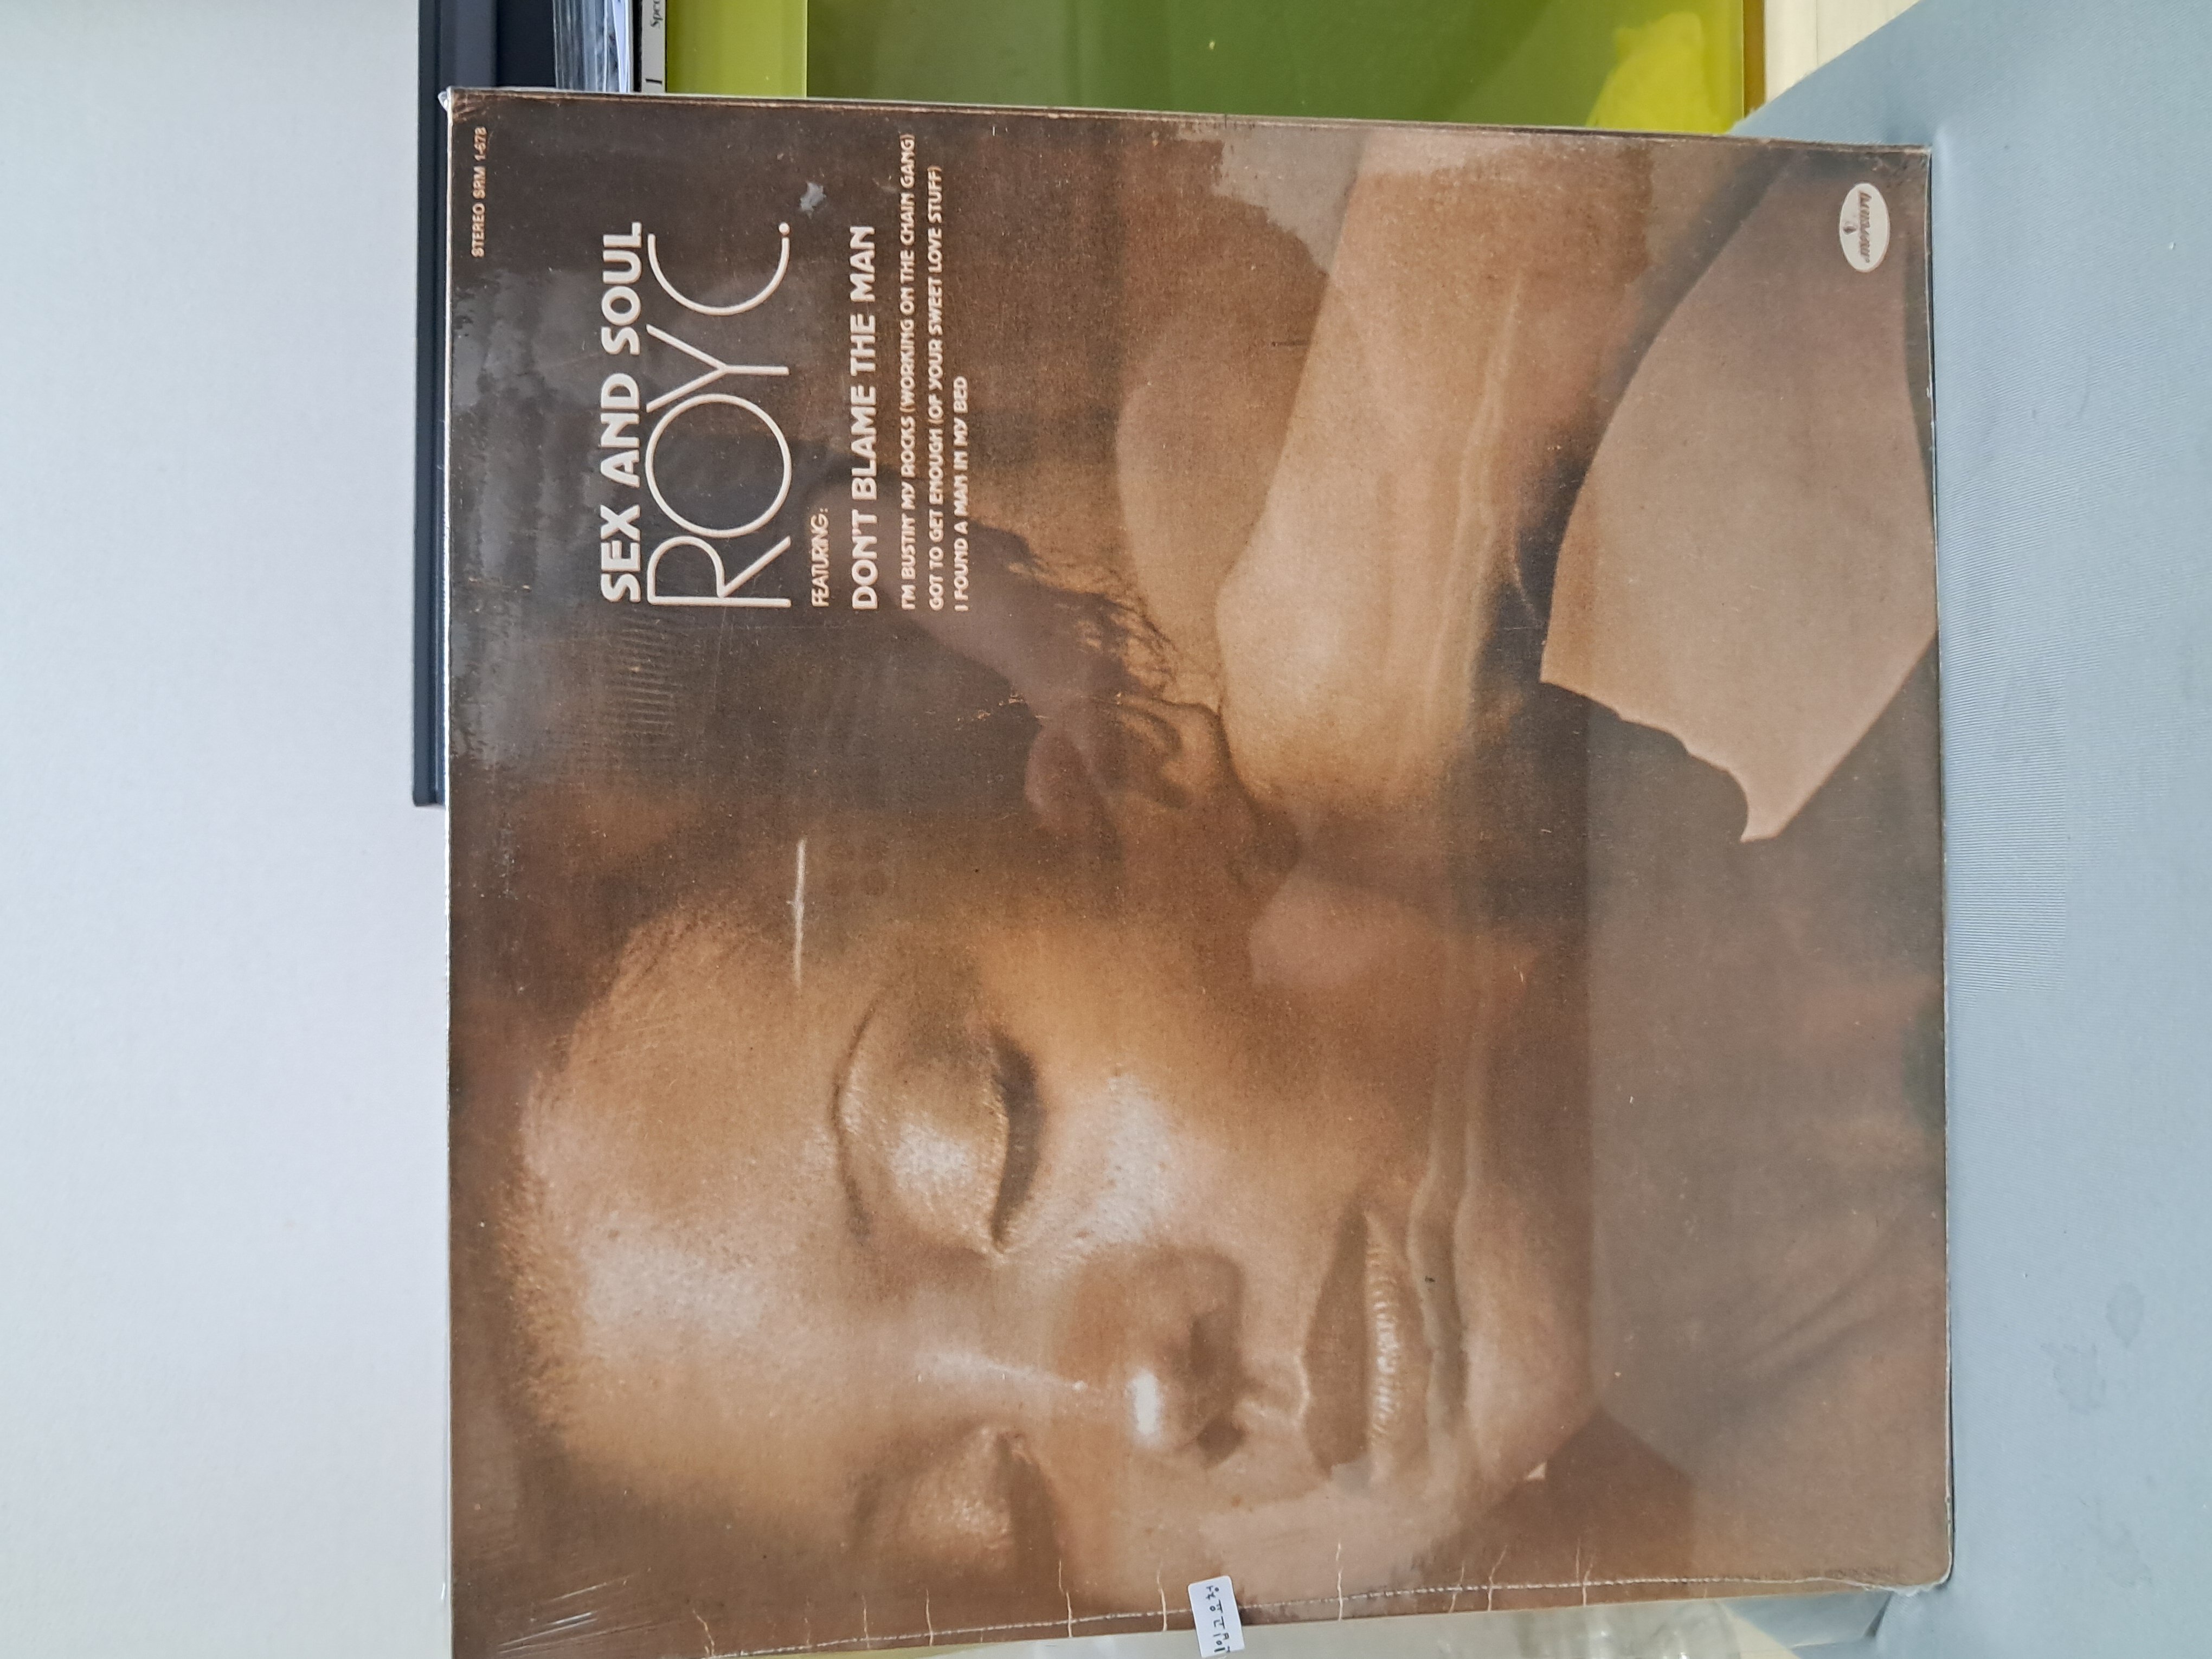 STEREO SRM 1-678
SEX AND SOUL
ROY C.
FEATURING:
DON'T BLAME THE MAN
I'M BUSTIN' MY ROCKS (WORKING ON THE CHAIN GANG)
GOT TO GET ENOUGH (OF YOUR SWEET LOVE STUFF)
I FOUND A MAN IN MY BED
mercury